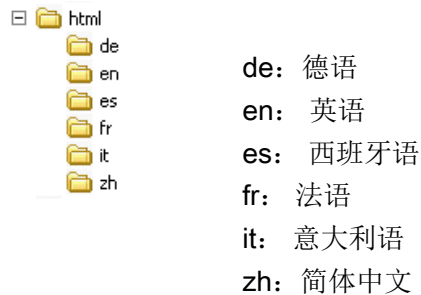 html
de
en
es
fr
it
zh
de：德语
en： 英语
es： 西班牙语
fr： 法语
it： 意大利语
zh：简体中文